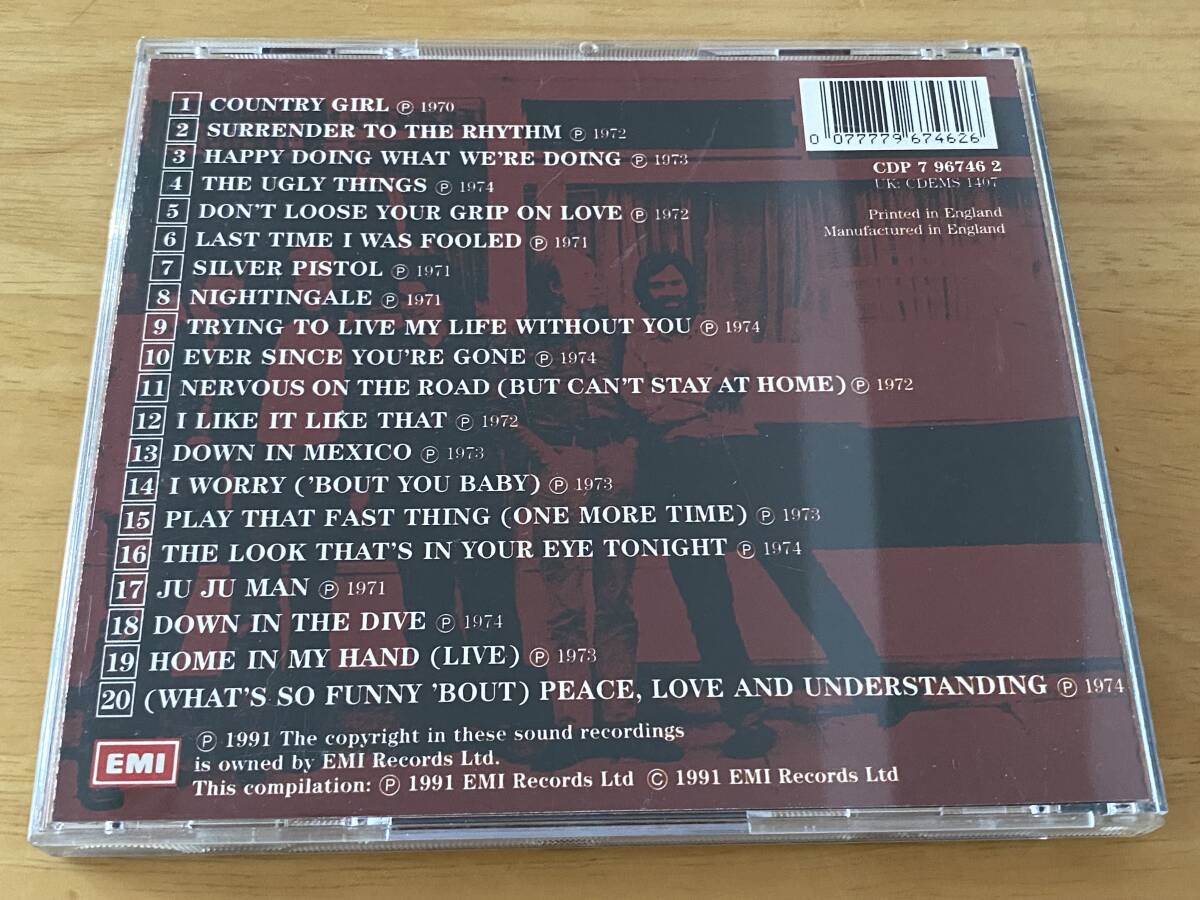 1 COUNTRY GIRL Ⓟ 1970
2 SURRENDER TO THE RHYTHM Ⓟ 1972
3 HAPPY DOING WHAT WE'RE DOING Ⓟ 1973
4 THE UGLY THINGS Ⓟ 1974
5 DON'T LOOSE YOUR GRIP ON LOVE Ⓟ 1972
6 LAST TIME I WAS FOOLED Ⓟ 1971
7 SILVER PISTOL Ⓟ 1971
8 NIGHTINGALE Ⓟ 1971
9 TRYING TO LIVE MY LIFE WITHOUT YOU Ⓟ 1974
10 EVER SINCE YOU'RE GONE Ⓟ 1974
11 NERVOUS ON THE ROAD (BUT CAN'T STAY AT HOME) Ⓟ 1972
12 I LIKE IT LIKE THAT Ⓟ 1972
13 DOWN IN MEXICO Ⓟ 1973
14 I WORRY ('BOUT YOU BABY) Ⓟ 1973
15 PLAY THAT FAST THING (ONE MORE TIME) Ⓟ 1973
16 THE LOOK THAT'S IN YOUR EYE TONIGHT Ⓟ 1974
17 JU JU MAN Ⓟ 1971
18 DOWN IN THE DIVE Ⓟ 1974
19 HOME IN MY HAND (LIVE) Ⓟ 1973
20 (WHAT'S SO FUNNY 'BOUT) PEACE, LOVE AND UNDERSTANDING Ⓟ 1974
0 077779 674626
CDP 7 96746 2
UK: CDEMS 1407
Printed in England
Manufactured in England
EMI
Ⓟ 1991 The copyright in these sound recordings
is owned by EMI Records Ltd.
This compilation: Ⓟ 1991 EMI Records Ltd © 1991 EMI Records Ltd